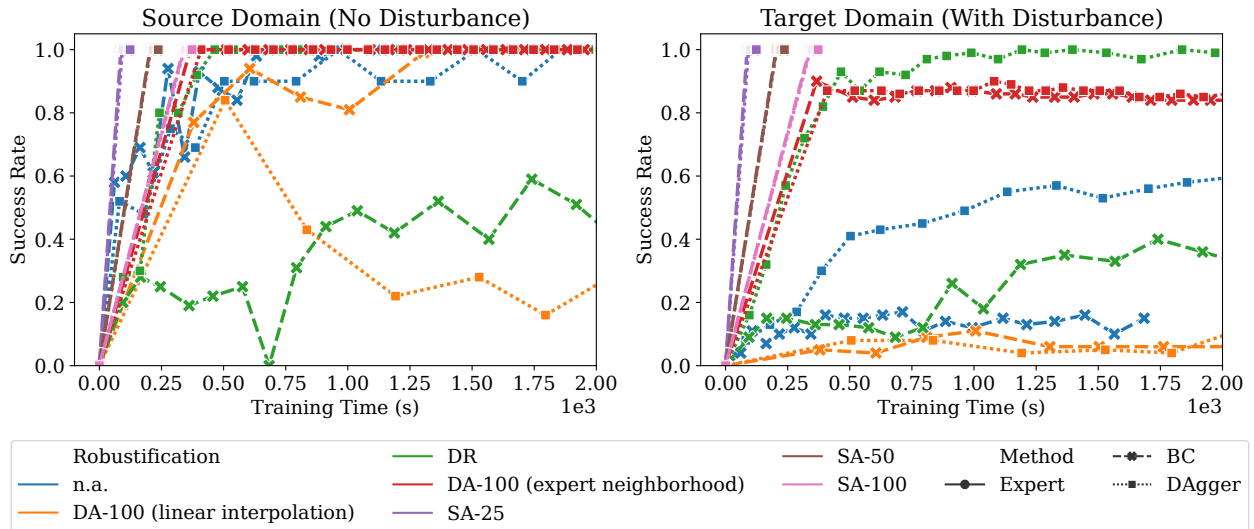 Source Domain (No Disturbance)
Target Domain (With Disturbance)
Success Rate
1.0
0.8
0.6
0.4
0.2
0.0
0.00 0.25 0.50 0.75 1.00 1.25 1.50 1.75 2.00
Training Time (s)
1e3
Success Rate
1.0
0.8
0.6
0.4
0.2
0.0
0.00 0.25 0.50 0.75 1.00 1.25 1.50 1.75 2.00
Training Time (s)
1e3
Robustification
n.a.
DA-100 (linear interpolation)
DR
DA-100 (expert neighborhood)
SA-25
SA-50
SA-100
Method
Expert
BC
DAgger